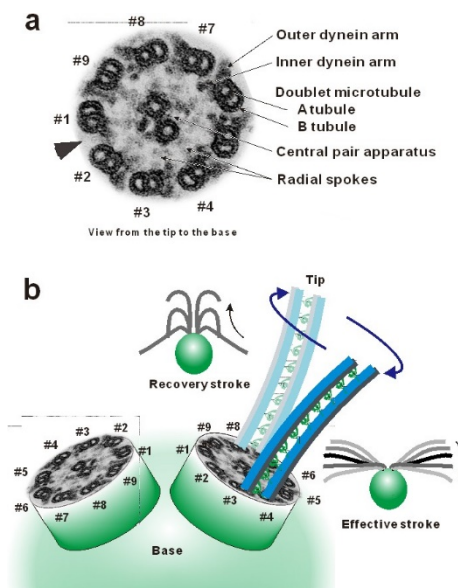 a
#8
#7
#9
#1
#2
#3
#4
Outer dynein arm
Inner dynein arm
Doublet microtubule
A tubule
B tubule
Central pair apparatus
Radial spokes
View from the tip to the base
b
Tip
Recovery stroke
#2
#3
#4
#5
#6
#7
#8
#9
#1
#9
#8
#1
#2
#3
#4
#6
#5
Base
Effective stroke